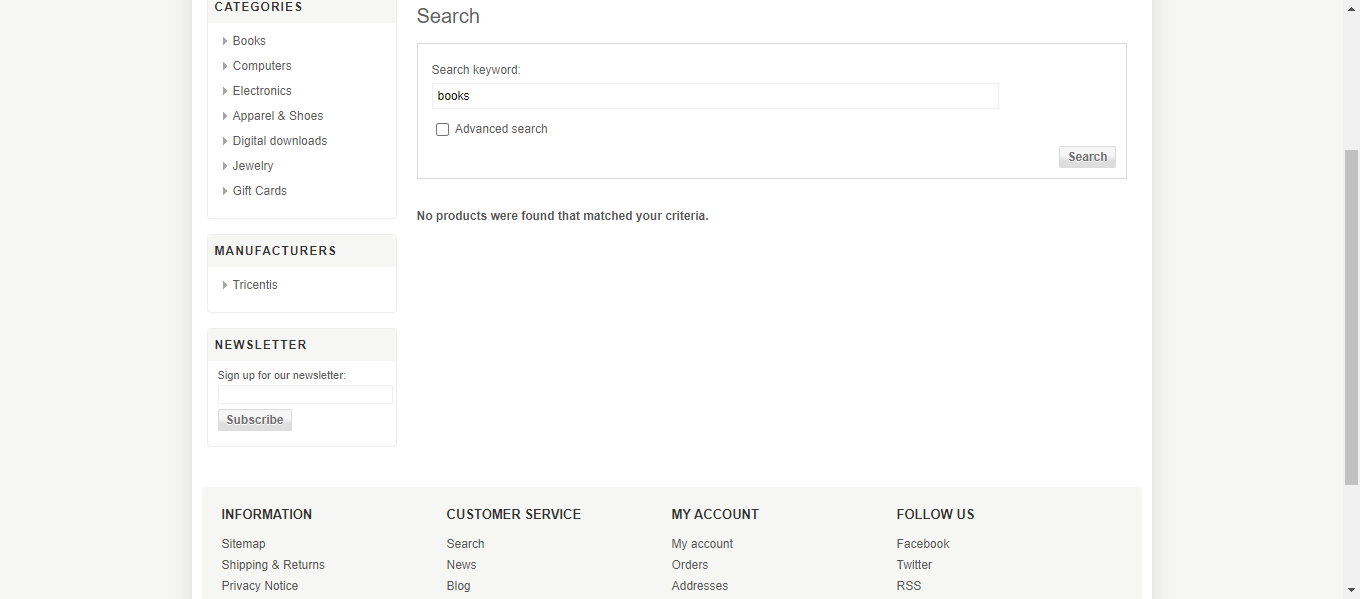 CATEGORIES
Books
Computers
Electronics
Apparel & Shoes
Digital downloads
Jewelry
Gift Cards
MANUFACTURERS
Tricentis
NEWSLETTER
Sign up for our newsletter:
Subscribe
Search
Search keyword:
books
Advanced search
Search
No products were found that matched your criteria.
INFORMATION
Sitemap
Shipping & Returns
Privacy Notice
CUSTOMER SERVICE
Search
News
Blog
MY ACCOUNT
My account
Orders
Addresses
FOLLOW US
Facebook
Twitter
RSS